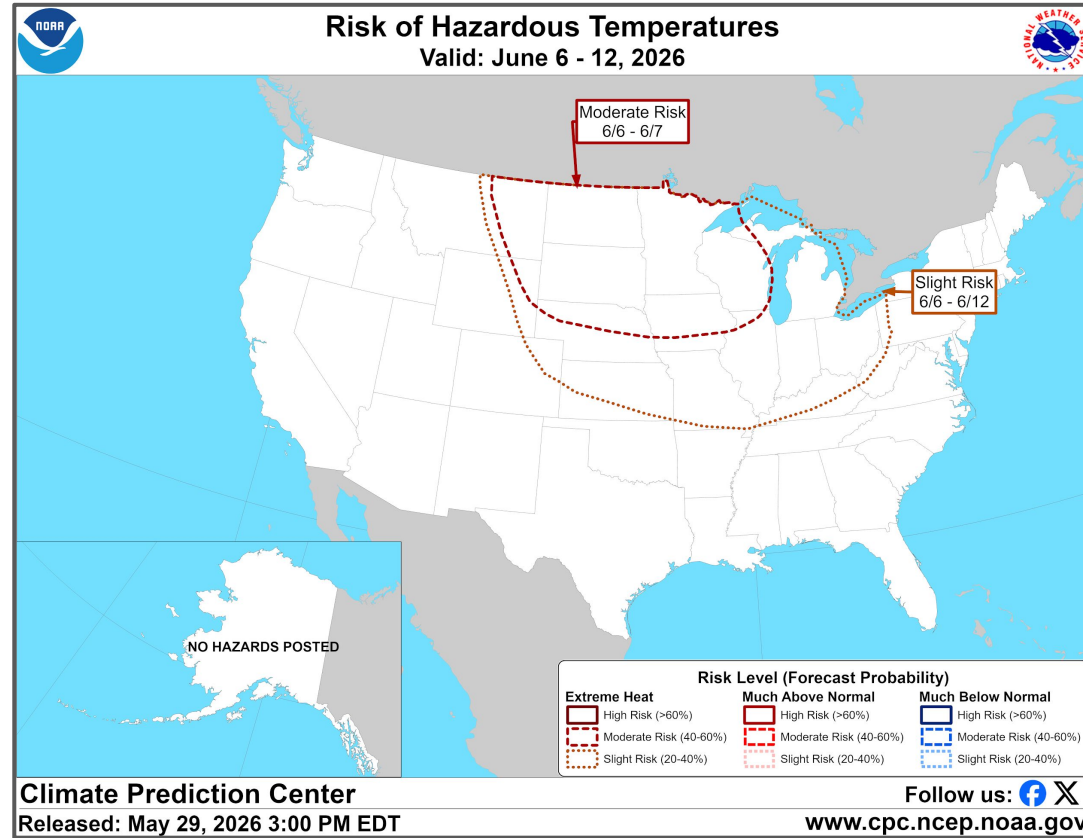 NOAA
Risk of Hazardous Temperatures
Valid: June 6 - 12, 2026
NATIONAL WEATHER SERVICE
Moderate Risk
6/6 - 6/7
Slight Risk
6/6 - 6/12
NO HAZARDS POSTED
Risk Level (Forecast Probability)
Extreme Heat
High Risk (>60%)
Moderate Risk (40-60%)
Slight Risk (20-40%)
Much Above Normal
High Risk (>60%)
Moderate Risk (40-60%)
Slight Risk (20-40%)
Much Below Normal
High Risk (>60%)
Moderate Risk (40-60%)
Slight Risk (20-40%)
Climate Prediction Center
Follow us:
Released: May 29, 2026 3:00 PM EDT
www.cpc.ncep.noaa.gov